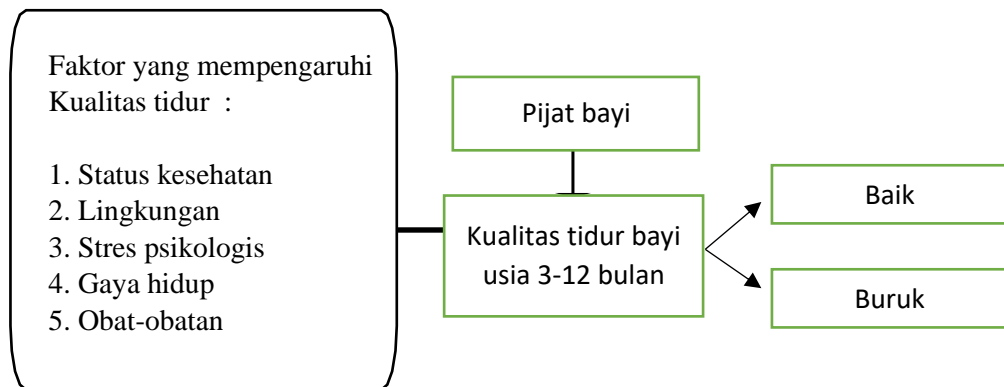 Faktor yang mempengaruhi
Kualitas tidur :
1. Status kesehatan
2. Lingkungan
3. Stres psikologis
4. Gaya hidup
5. Obat-obatan
Pijat bayi
Kualitas tidur bayi
usia 3-12 bulan
Baik
Buruk